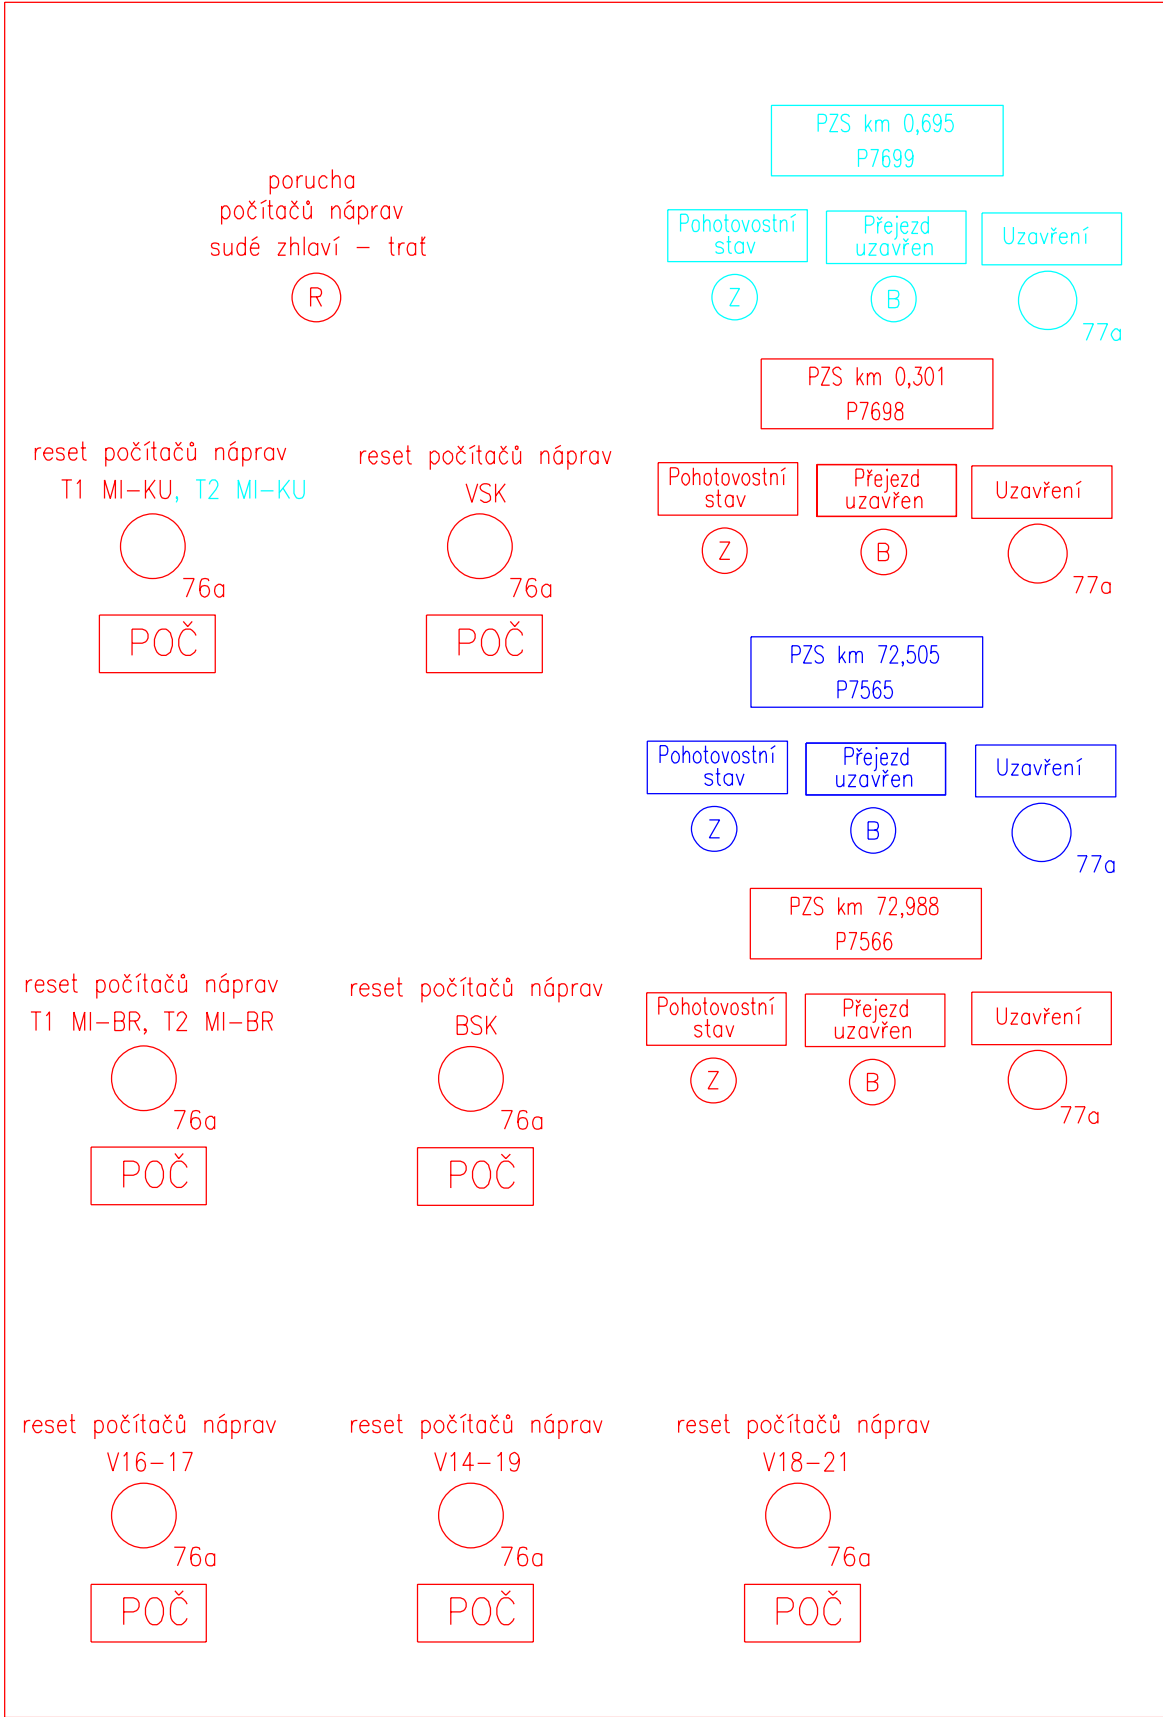 porucha
počítačů náprav
sudé zhlaví – trať
R
PZS km 0,695
P7699
Pohotovostní
stav
Přejezd
uzavřen
Uzavření
Z
B
77a
PZS km 0,301
P7698
Pohotovostní
stav
Přejezd
uzavřen
Uzavření
Z
B
77a
reset počítačů náprav
T1 MI–KU, T2 MI–KU
76a
POČ
reset počítačů náprav
VSK
76a
POČ
PZS km 72,505
P7565
Pohotovostní
stav
Přejezd
uzavřen
Uzavření
Z
B
77a
PZS km 72,988
P7566
Pohotovostní
stav
Přejezd
uzavřen
Uzavření
Z
B
77a
reset počítačů náprav
T1 MI–BR, T2 MI–BR
76a
POČ
reset počítačů náprav
BSK
76a
POČ
reset počítačů náprav
V16–17
76a
POČ
reset počítačů náprav
V14–19
76a
POČ
reset počítačů náprav
V18–21
76a
POČ